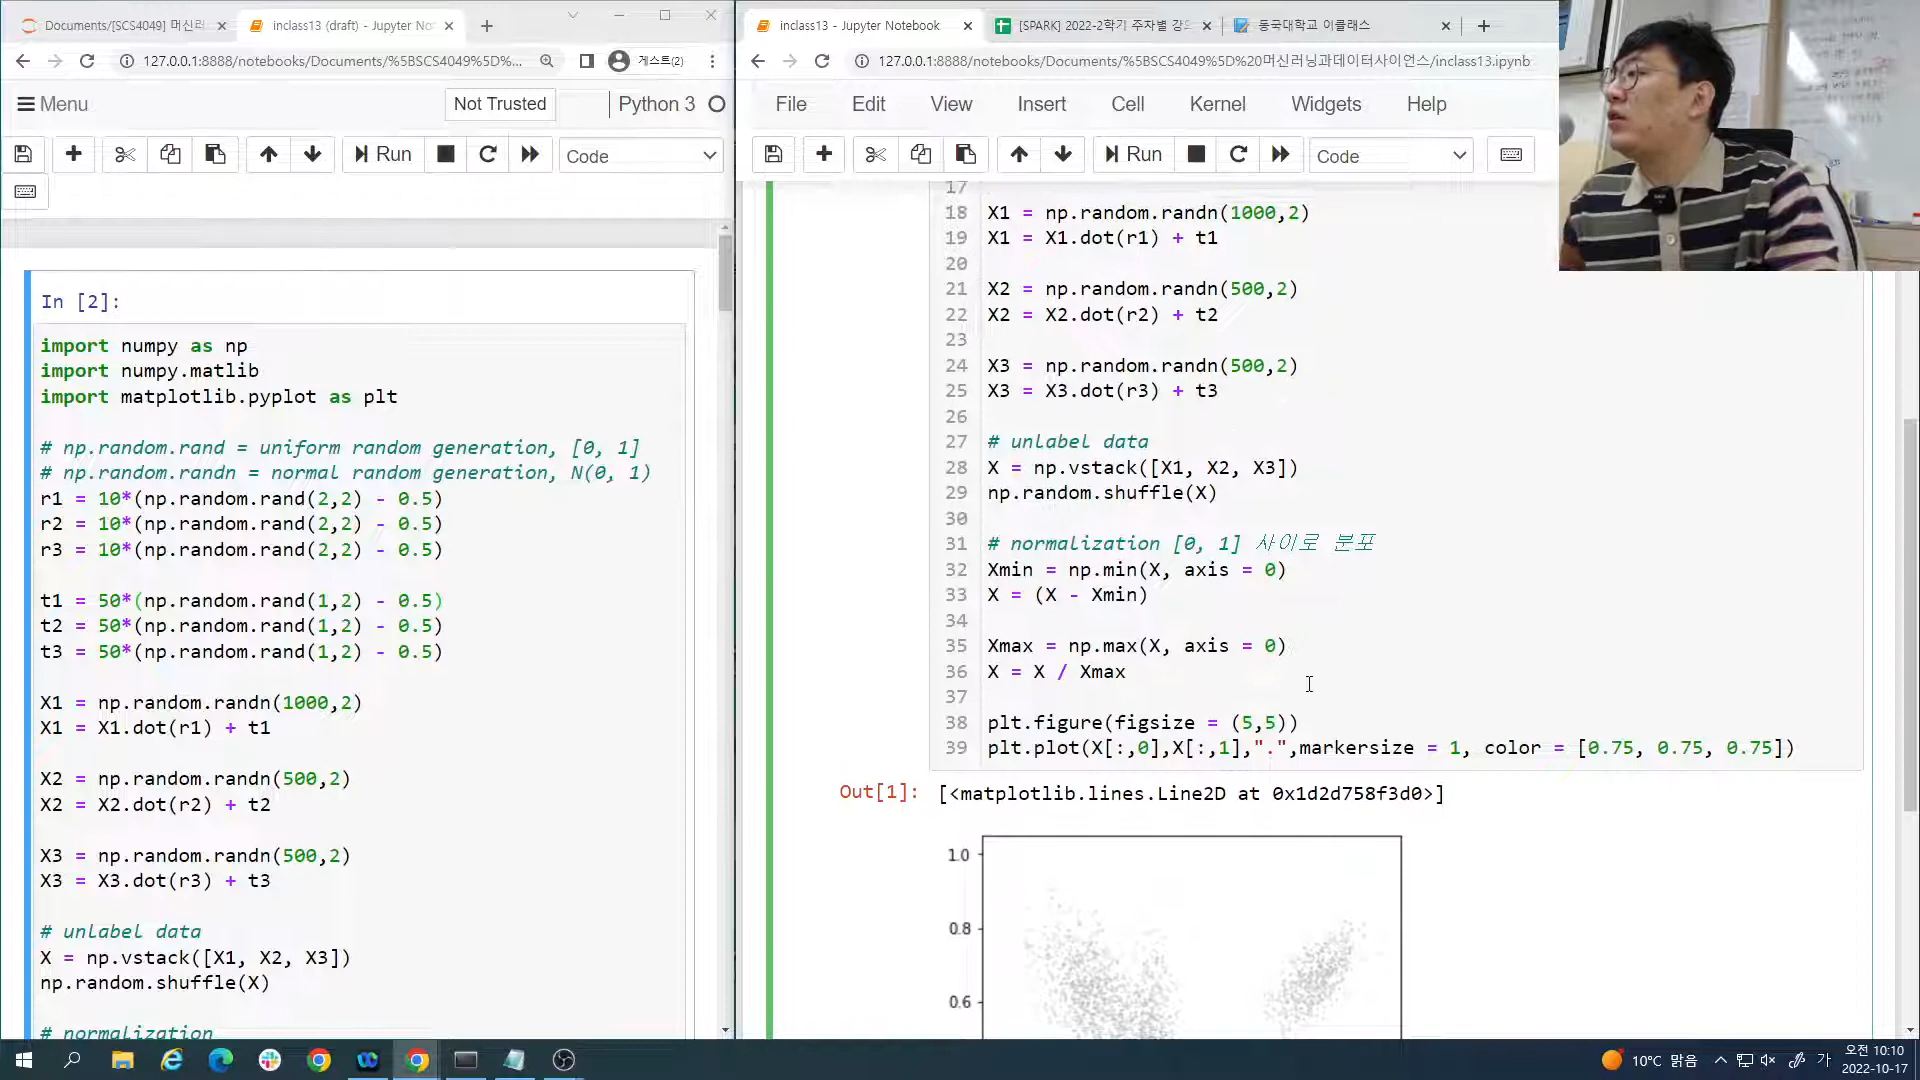 Documents/[SCS4049] 머신러
inclass13 (draft) - Jupyter No
127.0.0.1:8888/notebooks/Documents/%5BSCS4049%5D%...
게스트(2)
Menu
Not Trusted
Python 3
Run
Code
In [2]:
import numpy as np
import numpy.matlib
import matplotlib.pyplot as plt
# np.random.rand = uniform random generation, [0, 1]
# np.random.randn = normal random generation, N(0, 1)
r1 = 10*(np.random.rand(2,2) - 0.5)
r2 = 10*(np.random.rand(2,2) - 0.5)
r3 = 10*(np.random.rand(2,2) - 0.5)
t1 = 50*(np.random.rand(1,2) - 0.5)
t2 = 50*(np.random.rand(1,2) - 0.5)
t3 = 50*(np.random.rand(1,2) - 0.5)
X1 = np.random.randn(1000,2)
X1 = X1.dot(r1) + t1
X2 = np.random.randn(500,2)
X2 = X2.dot(r2) + t2
X3 = np.random.randn(500,2)
X3 = X3.dot(r3) + t3
# unlabel data
X = np.vstack([X1, X2, X3])
np.random.shuffle(X)
# normalization
inclass13 - Jupyter Notebook
[SPARK] 2022-2학기 주차별 강의
동국대학교 이클래스
127.0.0.1:8888/notebooks/Documents/%5BSCS4049%5D%20머신러닝과데이터사이언스/inclass13.ipynb
File Edit View Insert Cell Kernel Widgets Help
Run
Code
17
18 X1 = np.random.randn(1000,2)
19 X1 = X1.dot(r1) + t1
20
21 X2 = np.random.randn(500,2)
22 X2 = X2.dot(r2) + t2
23
24 X3 = np.random.randn(500,2)
25 X3 = X3.dot(r3) + t3
26
27 # unlabel data
28 X = np.vstack([X1, X2, X3])
29 np.random.shuffle(X)
30
31 # normalization [0, 1] 사이로 분포
32 Xmin = np.min(X, axis = 0)
33 X = (X - Xmin)
34
35 Xmax = np.max(X, axis = 0)
36 X = X / Xmax
37
38 plt.figure(figsize = (5,5))
39 plt.plot(X[:,0],X[:,1],".",markersize = 1, color = [0.75, 0.75, 0.75])
Out[1]: [<matplotlib.lines.Line2D at 0x1d2d758f3d0>]
1.0
0.8
0.6
10°C 맑음
가
오전 10:10
2022-10-17